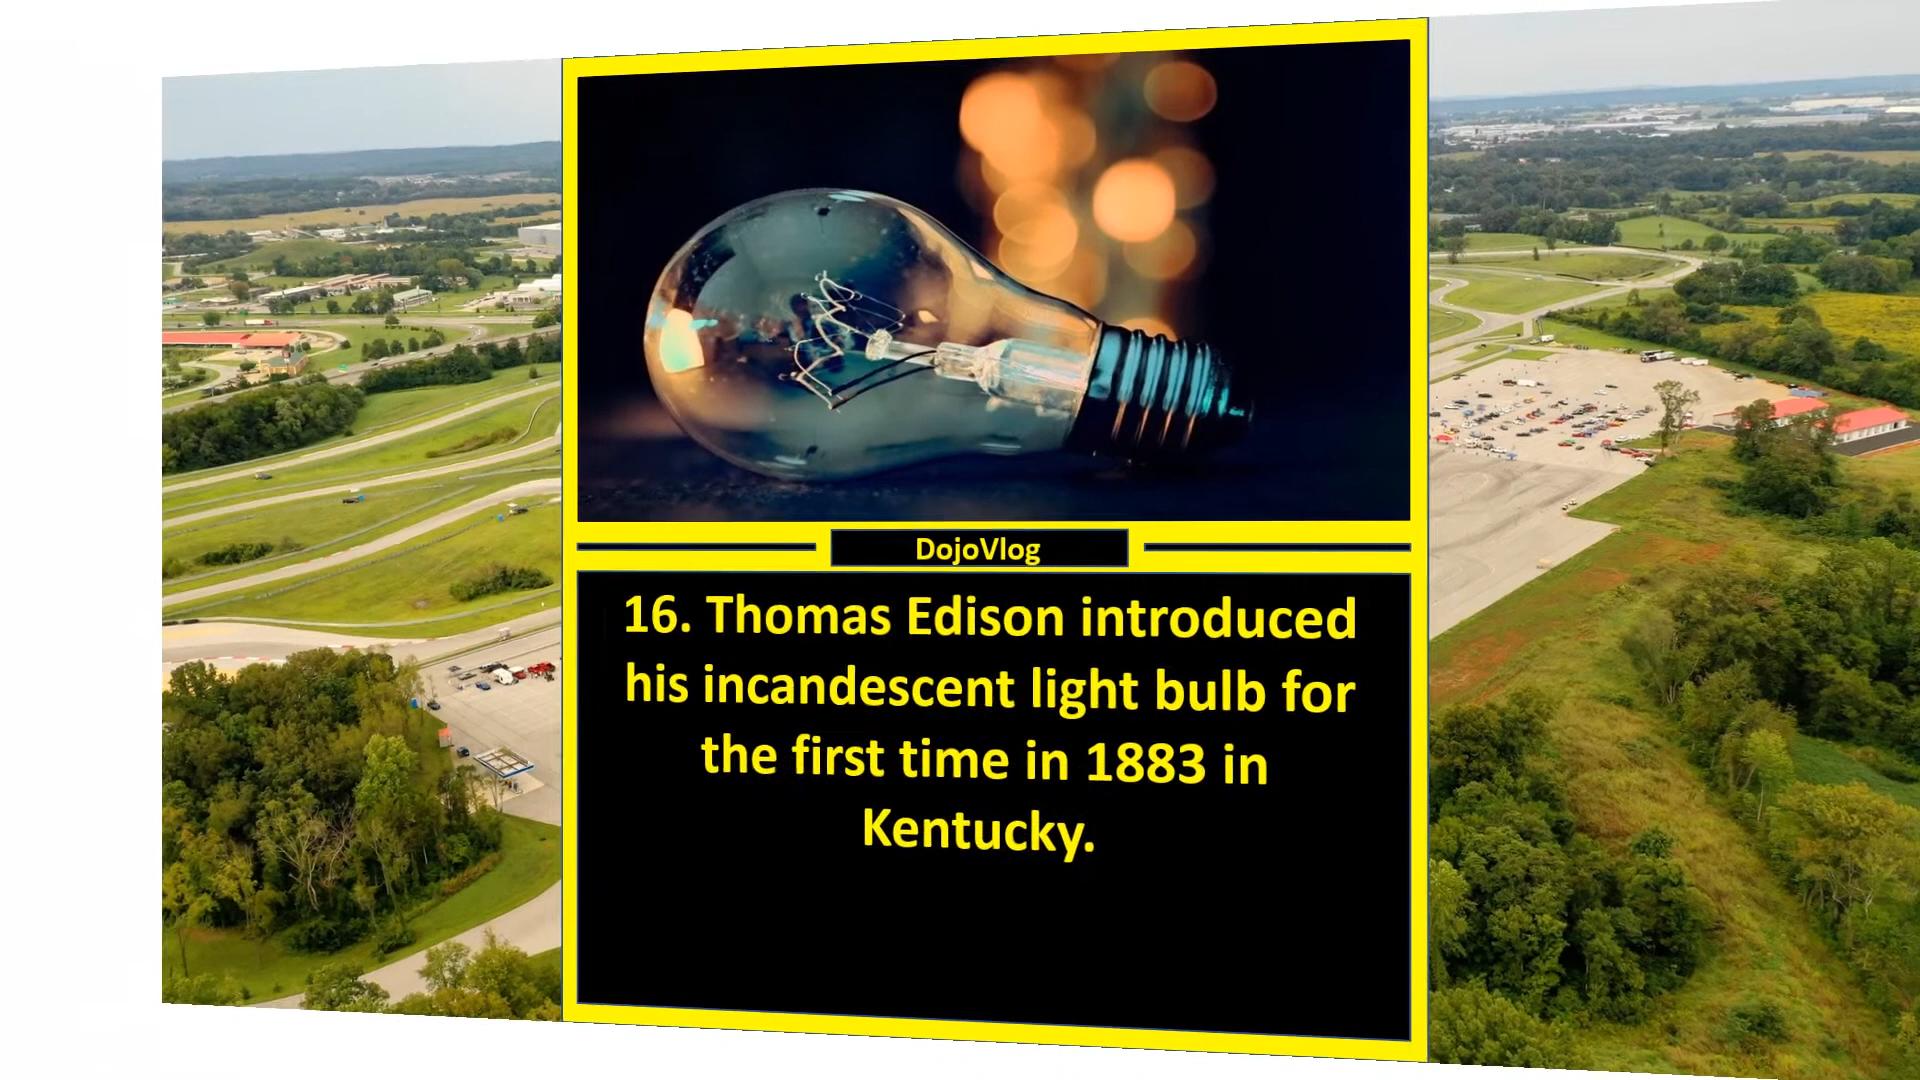 DojoVlog
16. Thomas Edison introduced
his incandescent light bulb for
the first time in 1883 in
Kentucky.